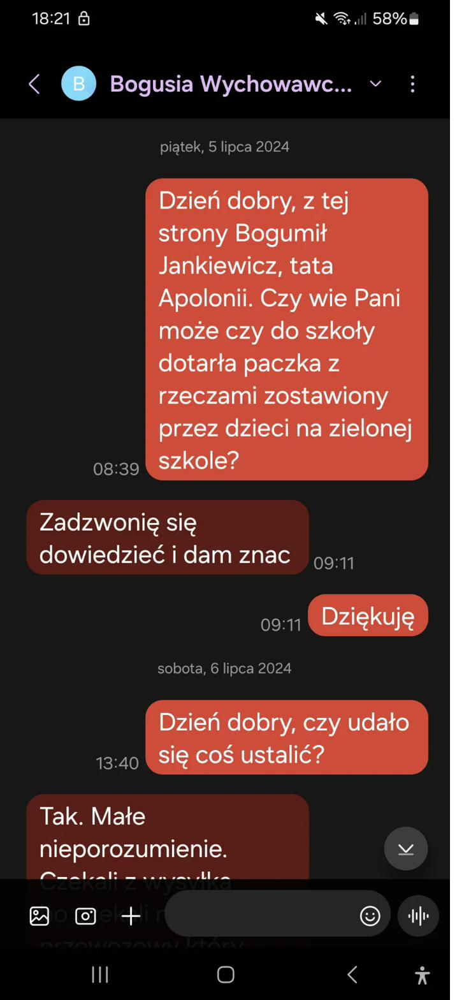 18:21
58%
B
Bogusia Wychowawc...
piątek, 5 lipca 2024
Dzień dobry, z tej
strony Bogumił
Jankiewicz, tata
Apolonii. Czy wie Pani
może czy do szkoły
dotarła paczka z
rzeczami zostawiony
przez dzieci na zielonej
szkole?
08:39
Zadzwonię się
dowiedzieć i dam znac
09:11
Dziękuję
09:11
sobota, 6 lipca 2024
Dzień dobry, czy udało
się coś ustalić?
13:40
Tak. Małe
nieporozumienie.
Czekali z wysyłka
przewozowy który